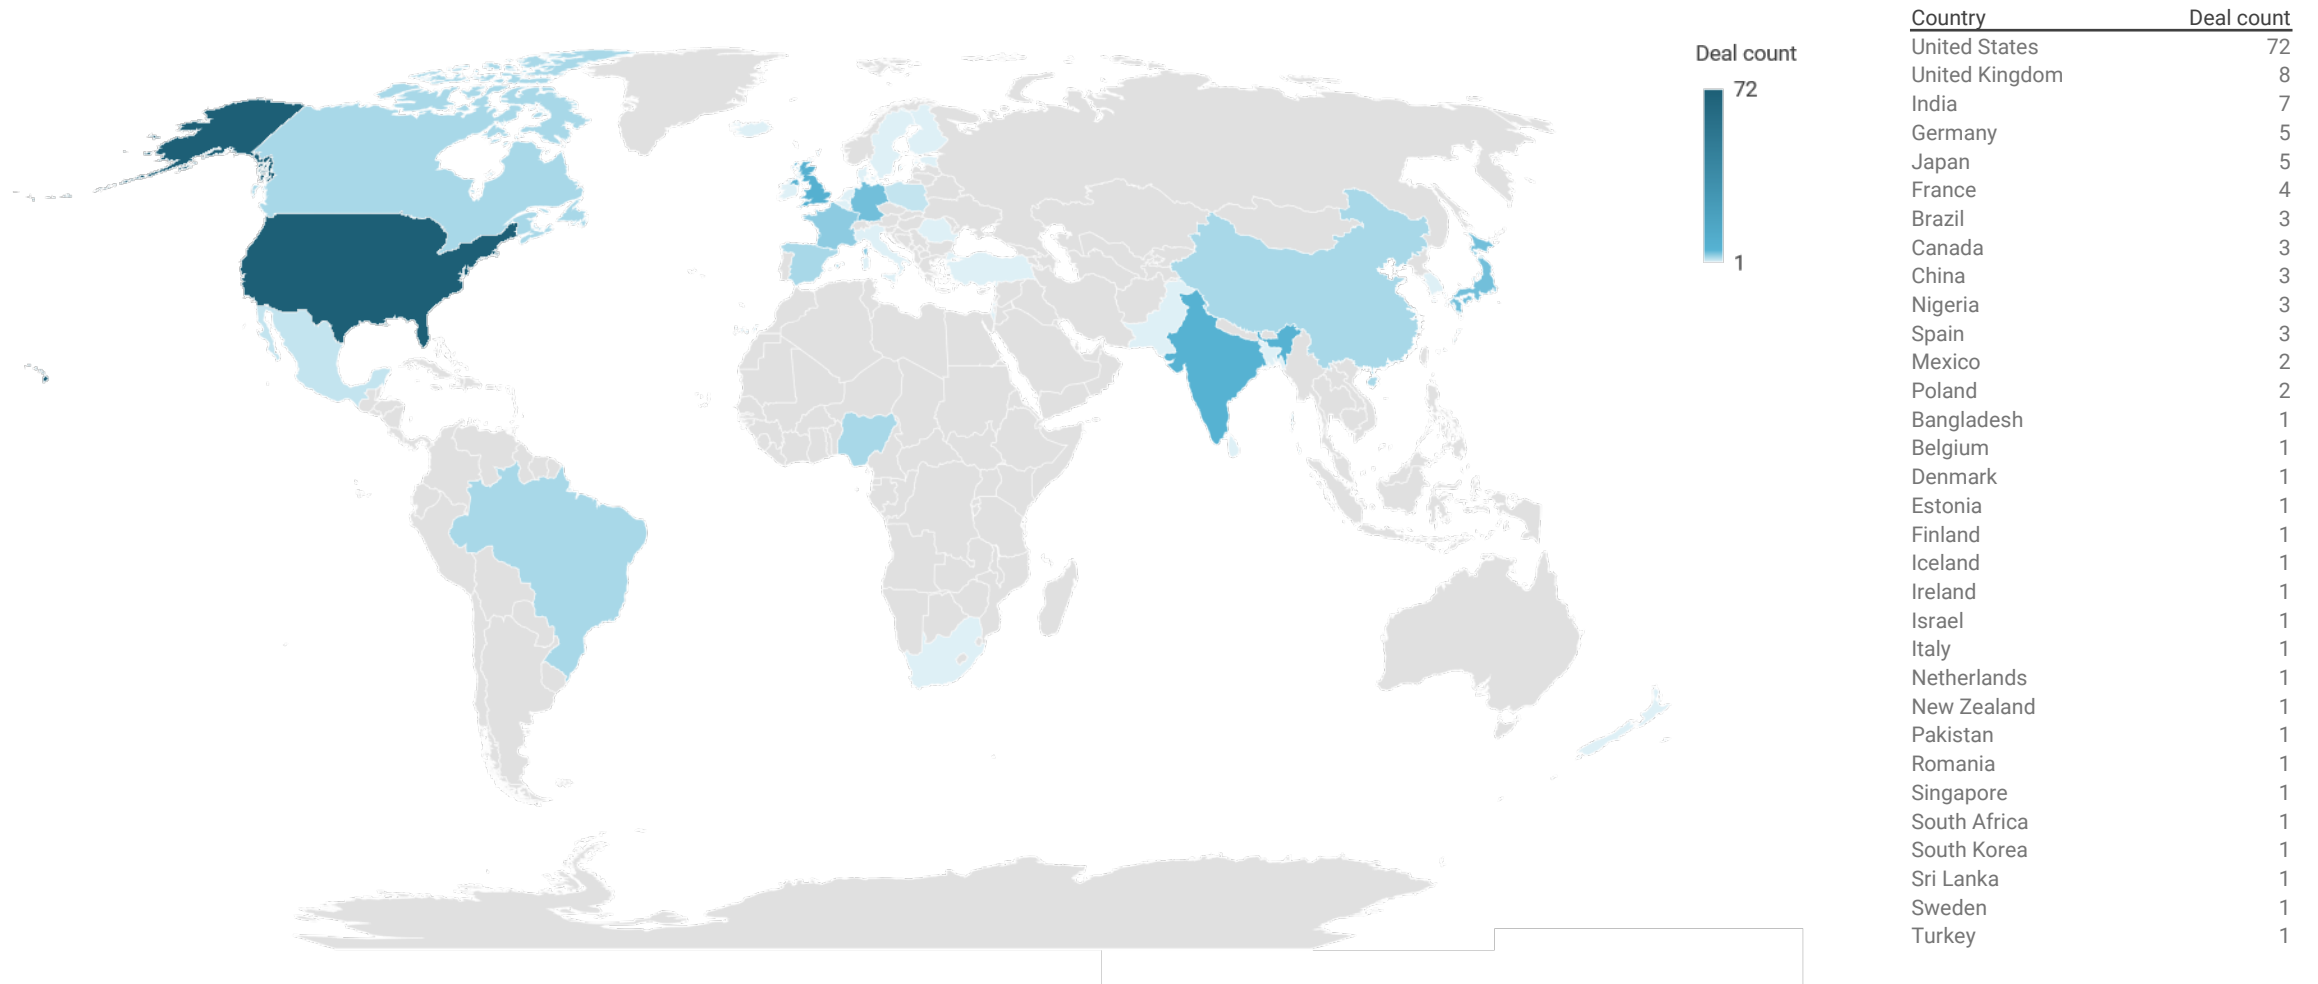 Deal count
72
1
Country Deal count
United States 72
United Kingdom 8
India 7
Germany 5
Japan 5
France 4
Brazil 3
Canada 3
China 3
Nigeria 3
Spain 3
Mexico 2
Poland 2
Bangladesh 1
Belgium 1
Denmark 1
Estonia 1
Finland 1
Iceland 1
Ireland 1
Israel 1
Italy 1
Netherlands 1
New Zealand 1
Pakistan 1
Romania 1
Singapore 1
South Africa 1
South Korea 1
Sri Lanka 1
Sweden 1
Turkey 1